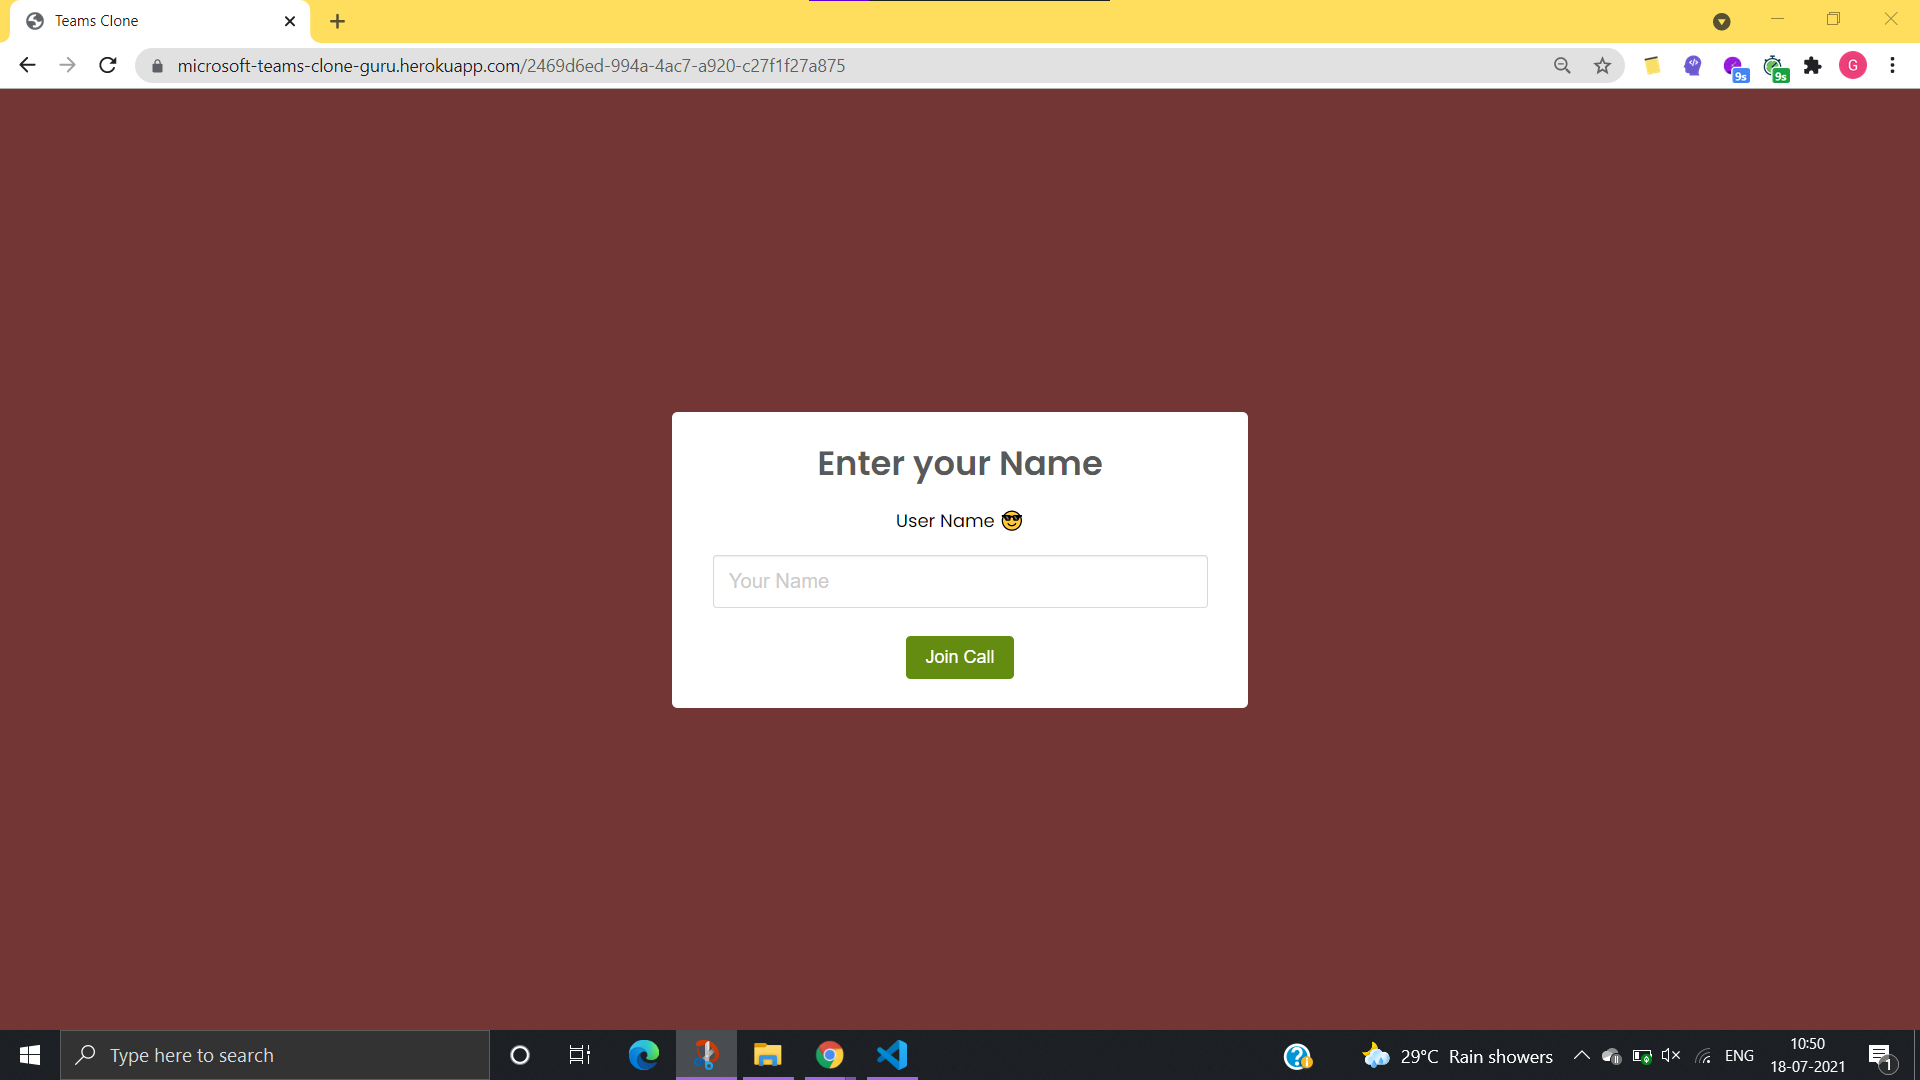 Teams Clone
microsoft-teams-clone-guru.herokuapp.com/2469d6ed-994a-4ac7-a920-c27f1f27a875
9s
9s
G
Enter your Name
User Name 😎
Your Name
Join Call
Type here to search
29°C Rain showers
ENG
10:50
18-07-2021
1